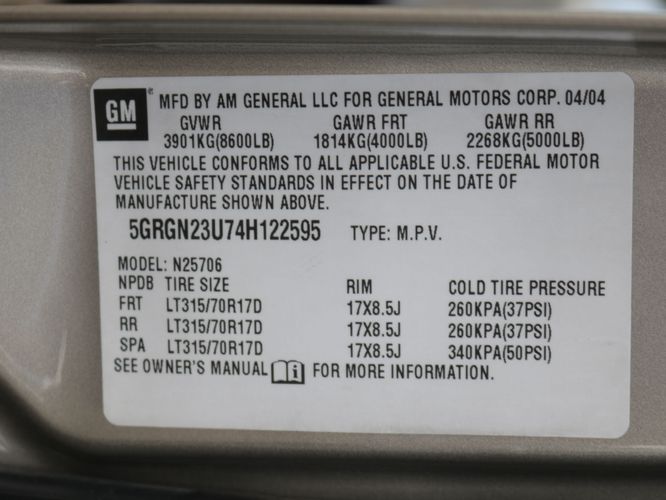 GM® MFD BY AM GENERAL LLC FOR GENERAL MOTORS CORP. 04/04
GVWR GAWR FRT GAWR RR
3901KG(8600LB) 1814KG(4000LB) 2268KG(5000LB)
THIS VEHICLE CONFORMS TO ALL APPLICABLE U.S. FEDERAL MOTOR
VEHICLE SAFETY STANDARDS IN EFFECT ON THE DATE OF
MANUFACTURE SHOWN ABOVE.
5GRGN23U74H122595 TYPE: M.P.V.
MODEL: N25706
NPDB TIRE SIZE RIM COLD TIRE PRESSURE
FRT LT315/70R17D 17X8.5J 260KPA(37PSI)
RR LT315/70R17D 17X8.5J 260KPA(37PSI)
SPA LT315/70R17D 17X8.5J 340KPA(50PSI)
SEE OWNER'S MANUAL i FOR MORE INFORMATION.